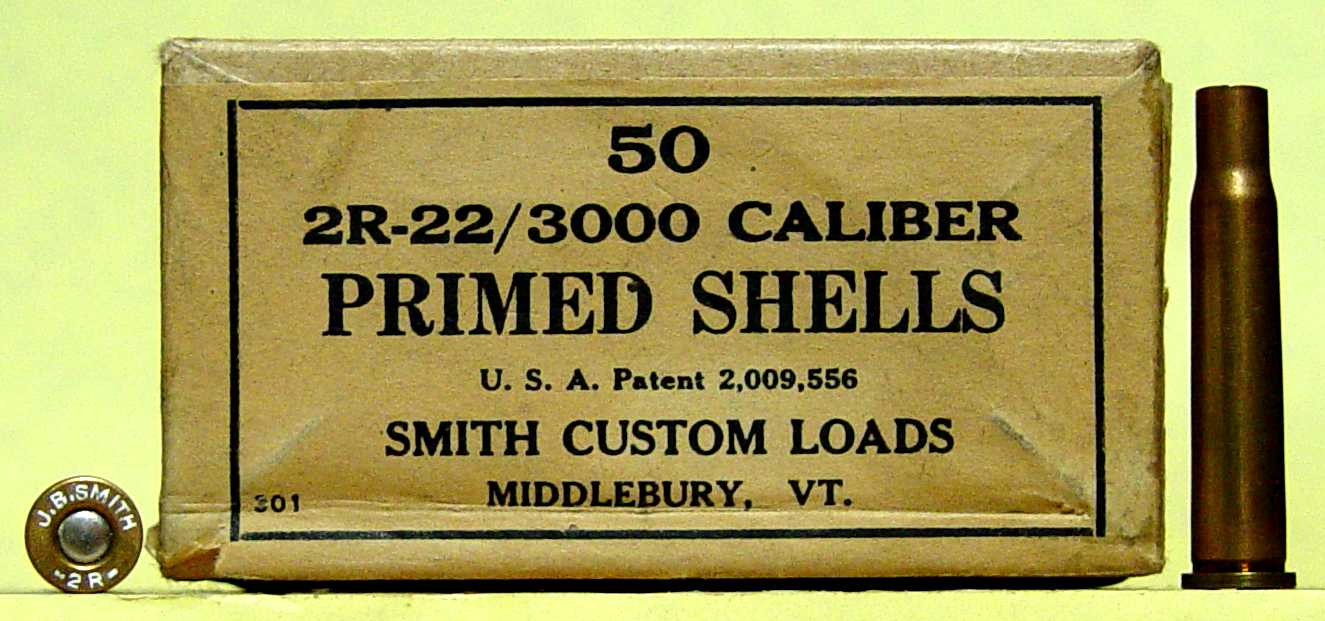 50
2R-22/3000 CALIBER
PRIMED SHELLS
U. S. A. Patent 2,009,556
SMITH CUSTOM LOADS
301
MIDDLEBURY, VT.
J.B.SMITH
-2R-